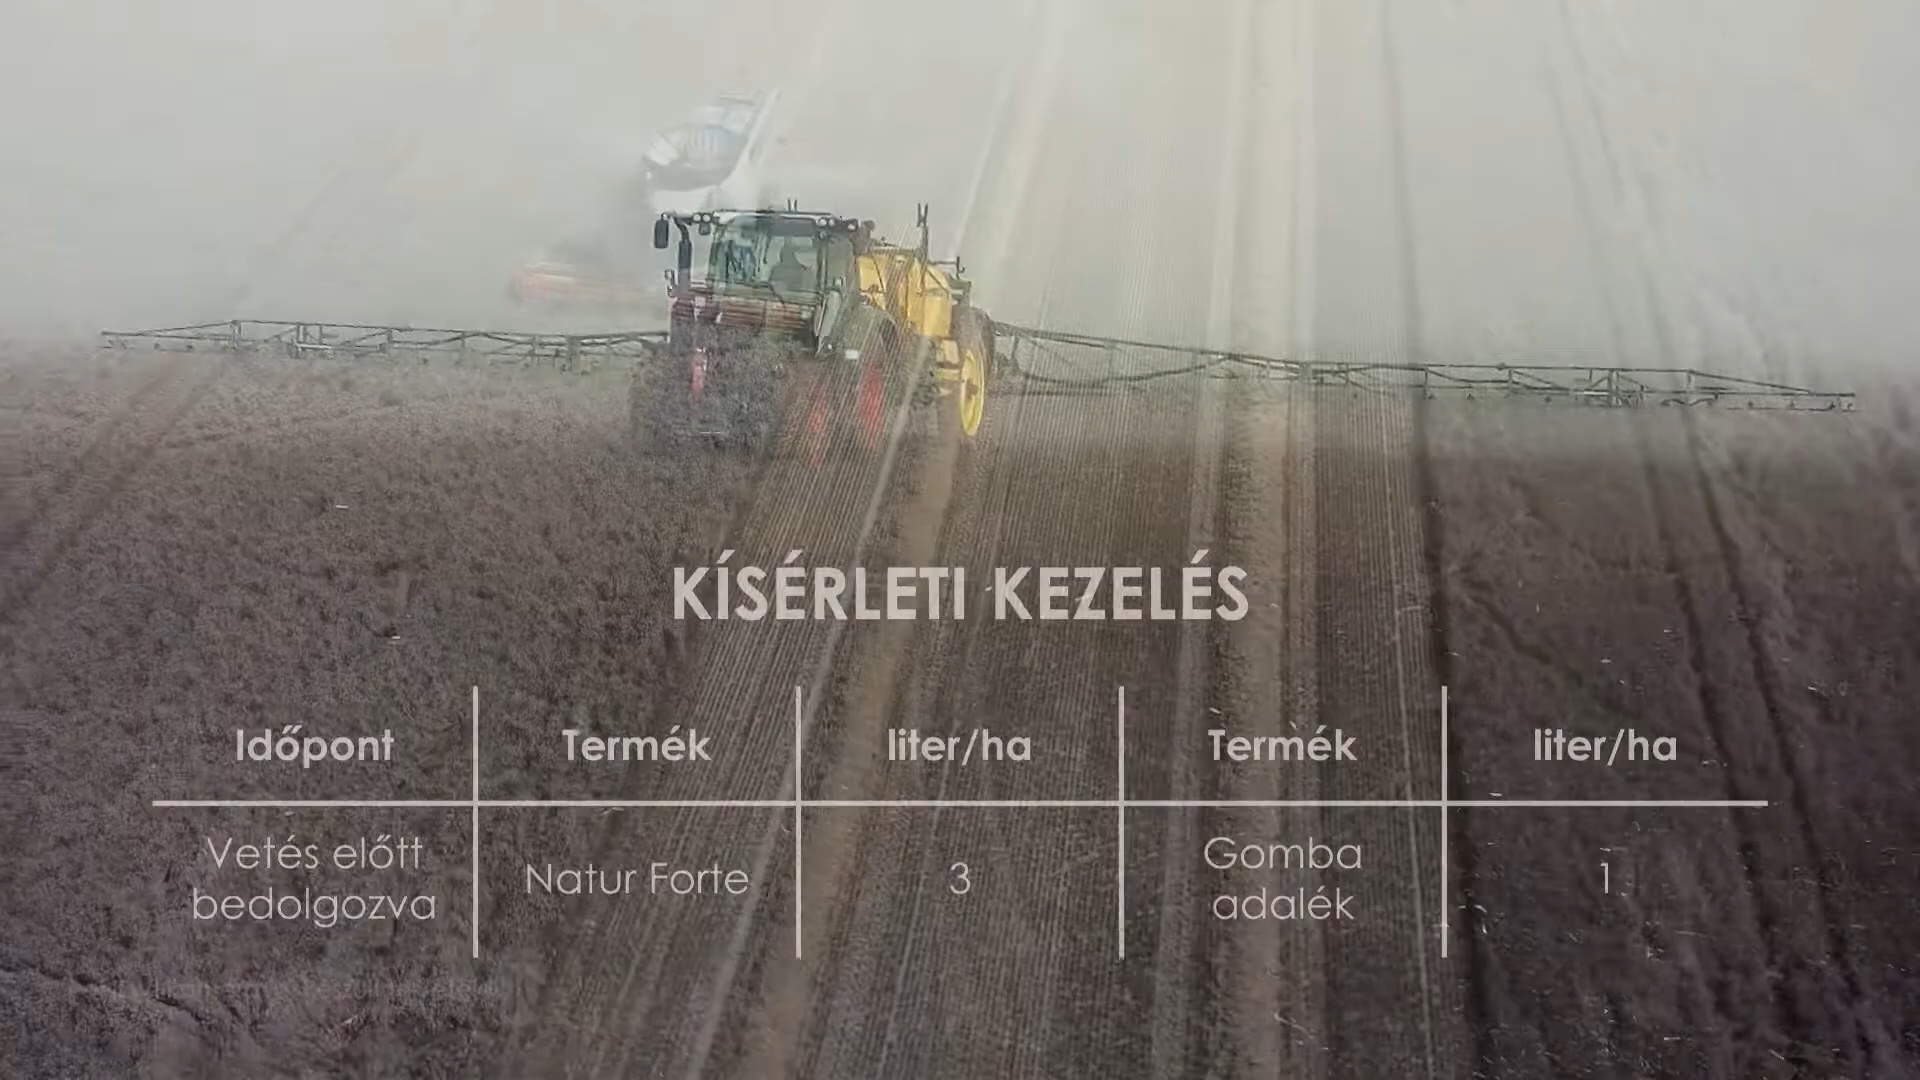 KÍSÉRLETI KEZELÉS
Időpont
Termék
liter/ha
Termék
liter/ha
Vetés előtt
bedolgozva
Natur Forte
3
Gomba
adalék
1